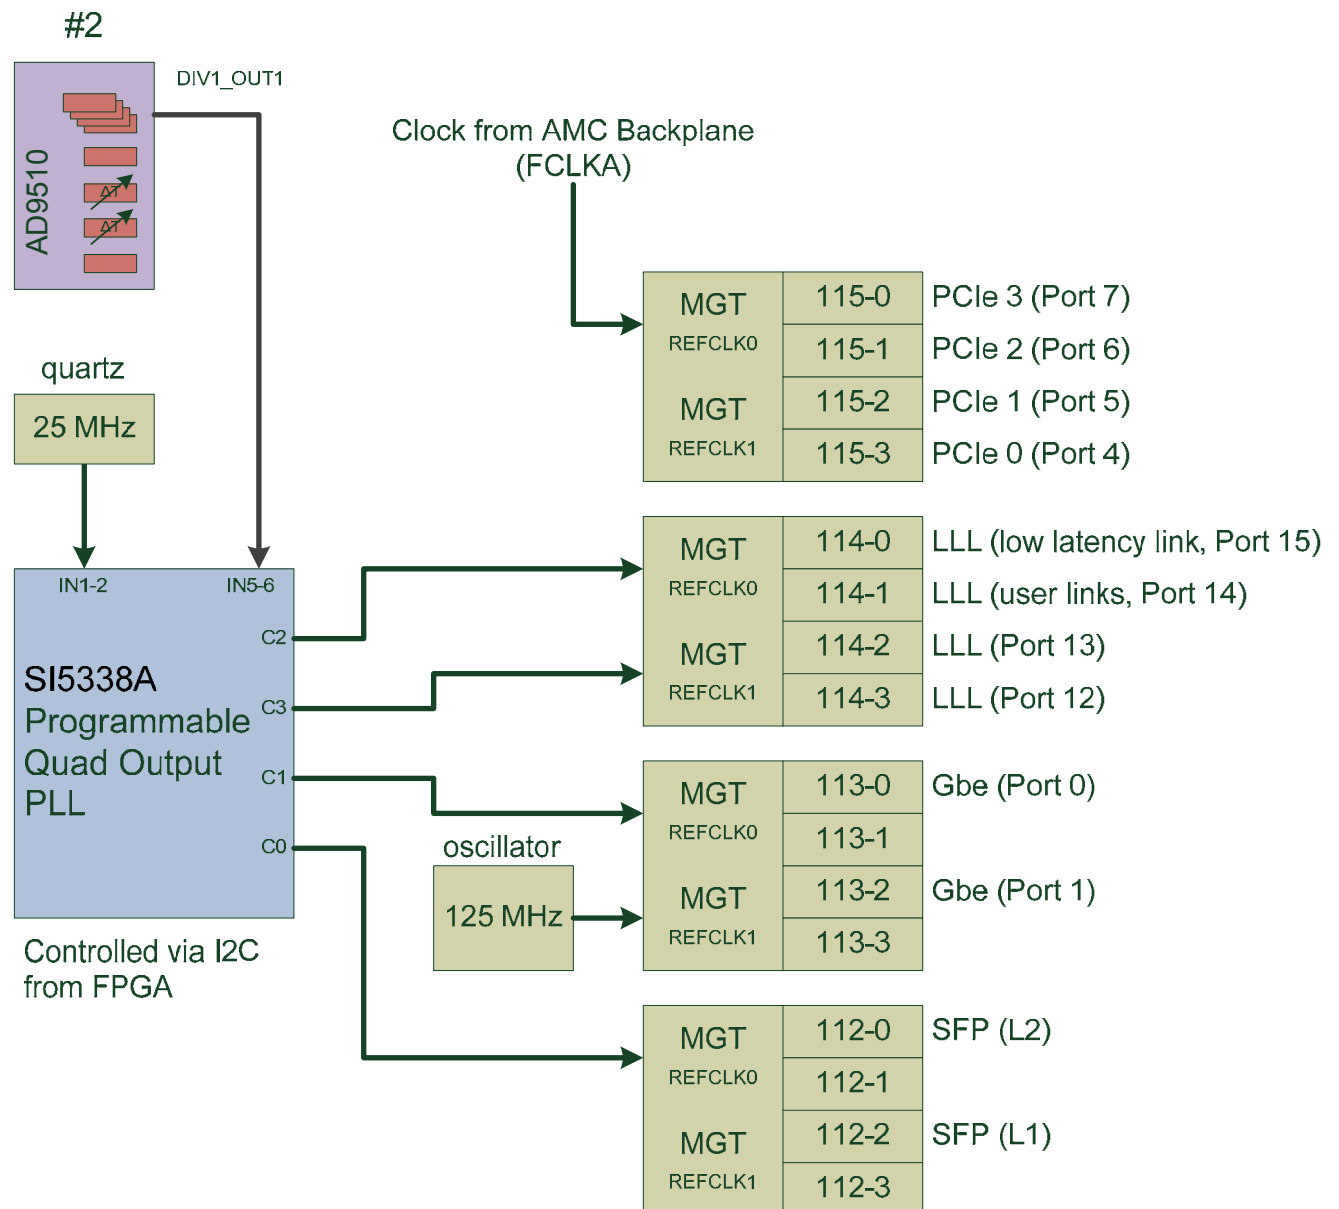 #2
DIV1_OUT1
AD9510
ΔT
ΔT
Clock from AMC Backplane
(FCLKA)
quartz
25 MHz
IN1-2
IN5-6
SI5338A
Programmable
Quad Output
PLL
C2
C3
C1
C0
Controlled via I2C
from FPGA
oscillator
125 MHz
MGT
REFCLK0
MGT
REFCLK1
115-0
PCIe 3 (Port 7)
115-1
PCIe 2 (Port 6)
115-2
PCIe 1 (Port 5)
115-3
PCIe 0 (Port 4)
MGT
REFCLK0
MGT
REFCLK1
114-0
LLL (low latency link, Port 15)
114-1
LLL (user links, Port 14)
114-2
LLL (Port 13)
114-3
LLL (Port 12)
MGT
REFCLK0
MGT
REFCLK1
113-0
Gbe (Port 0)
113-1
113-2
Gbe (Port 1)
113-3
MGT
REFCLK0
MGT
REFCLK1
112-0
SFP (L2)
112-1
112-2
SFP (L1)
112-3